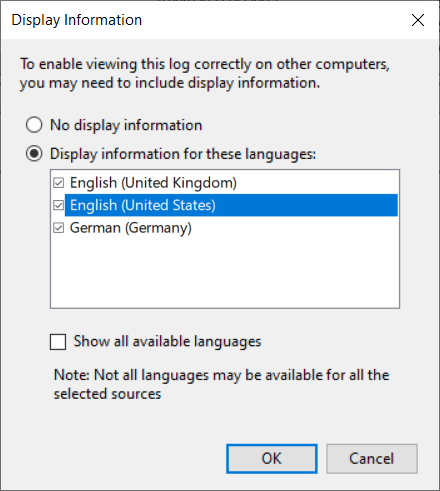 Display Information
To enable viewing this log correctly on other computers,
you may need to include display information.
No display information
Display information for these languages:
English (United Kingdom)
English (United States)
German (Germany)
Show all available languages
Note: Not all languages may be available for all the
selected sources
OK
Cancel